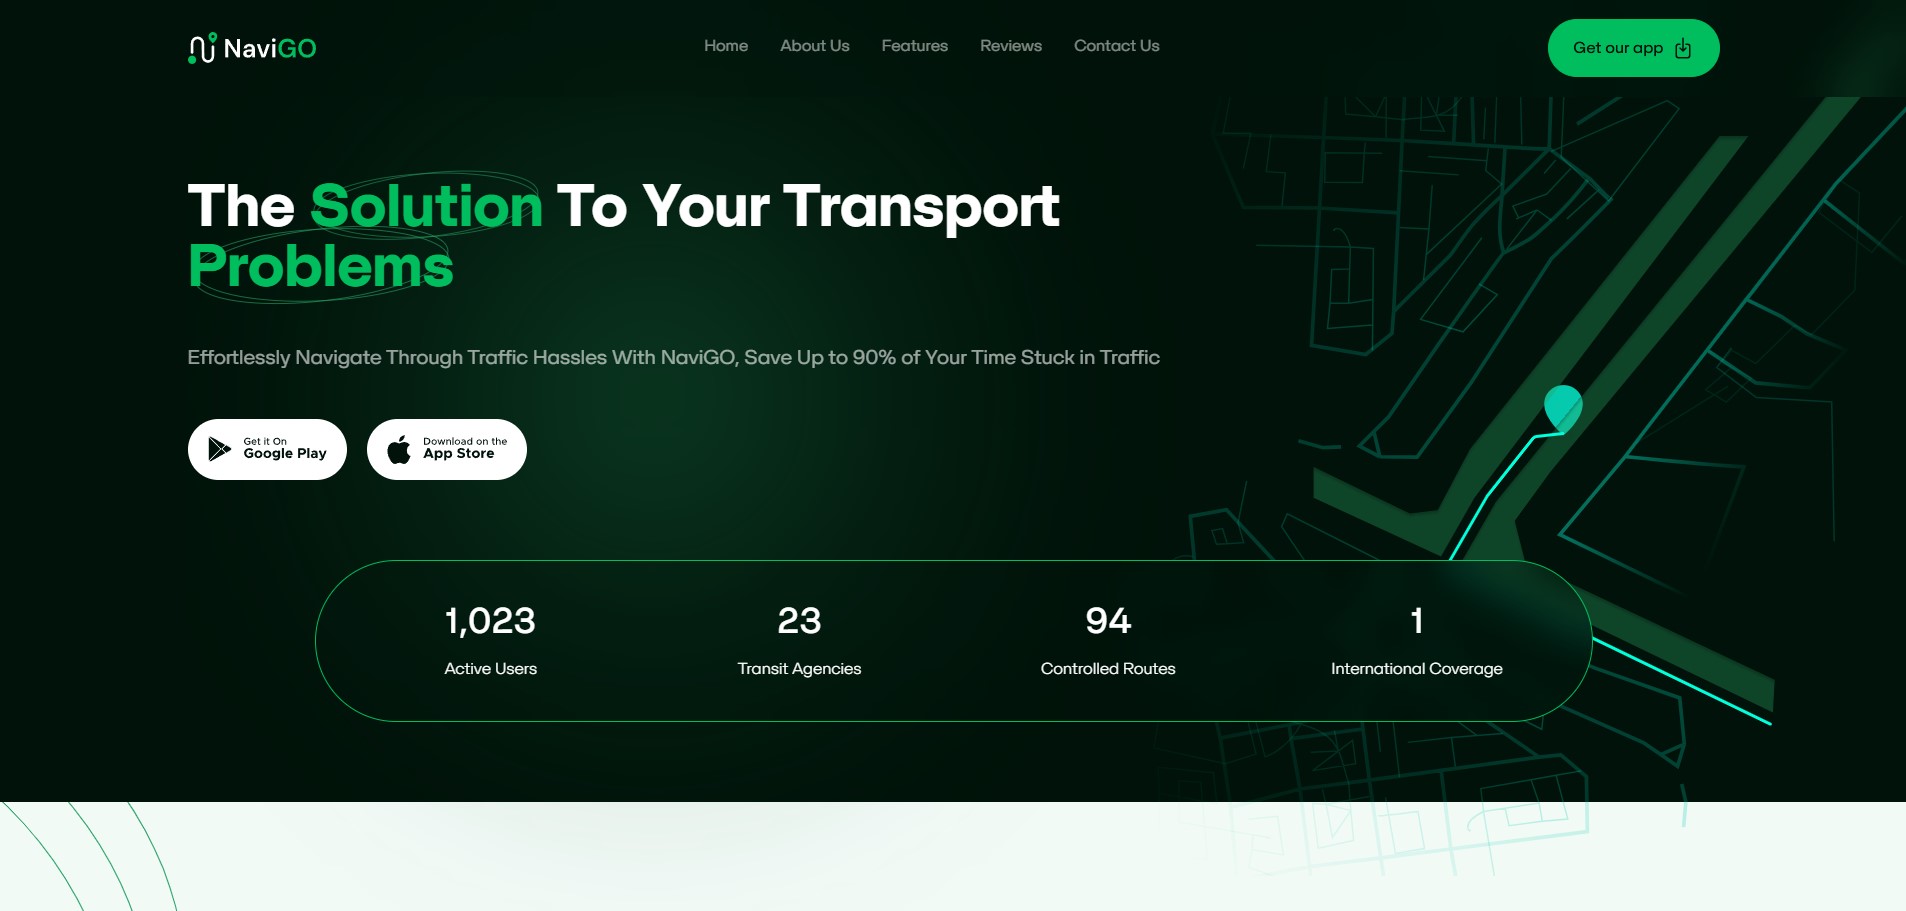 NaviGO
Home
About Us
Features
Reviews
Contact Us
Get our app
The Solution To Your Transport
Problems
Effortlessly Navigate Through Traffic Hassles With NaviGO, Save Up to 90% of Your Time Stuck in Traffic
Get it On
Google Play
Download on the
App Store
1,023
Active Users
23
Transit Agencies
94
Controlled Routes
1
International Coverage